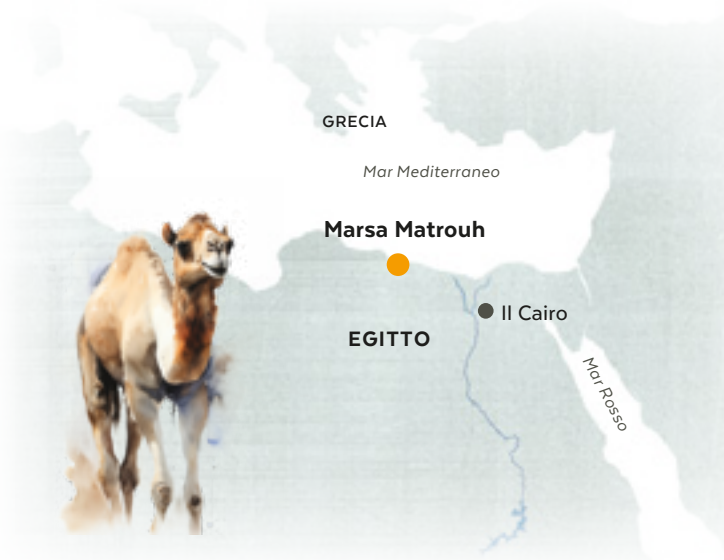 GRECIA
Mar Mediterraneo
Marsa Matrouh
Il Cairo
EGITTO
Mar Rosso